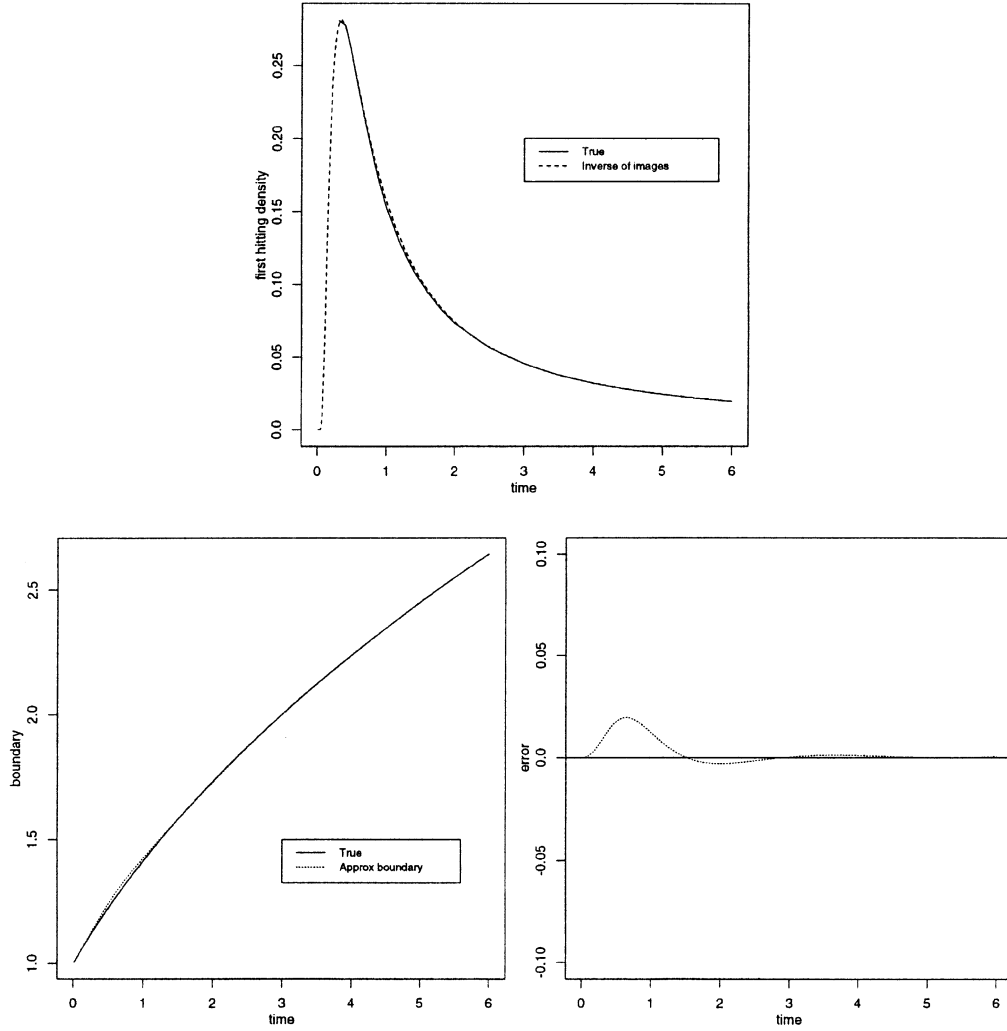 first hitting density
0.25
0.20
0.15
0.10
0.05
0.0
True
Inverse of images
0 1 2 3 4 5 6
time
boundary
2.5
2.0
1.5
1.0
True
Approx boundary
0 1 2 3 4 5 6
time
error
0.10
0.05
0.0
-0.05
-0.10
0 1 2 3 4 5 6
time